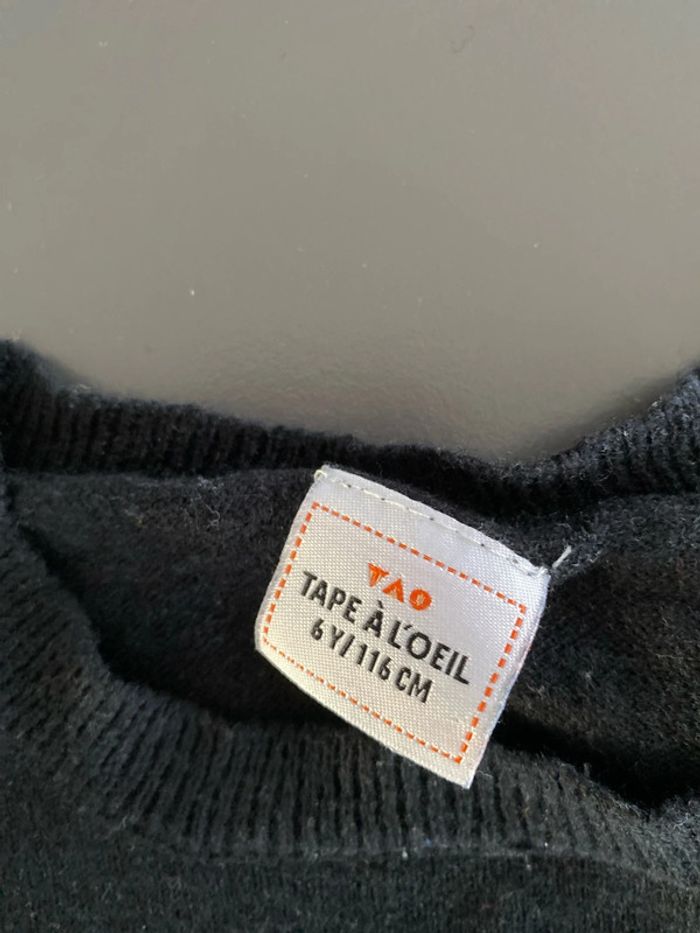 TAO
TAPE À L'OEIL
6 Y/116 CM